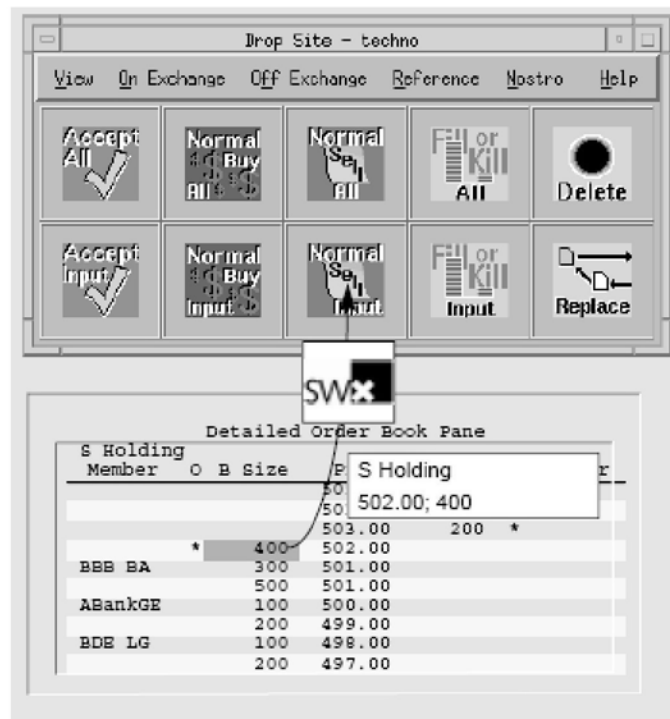 Drop Site - techno
View On Exchange Off Exchange Reference Nostro Help
Accept All
Normal Buy All
Normal Sell All
Fill or Kill All
Delete
Accept Input
Normal Buy Input
Normal Sell Input
Fill or Kill Input
Replace
SWX
Detailed Order Book Pane
S Holding
Member O B Size
S Holding
502.00; 400
503.00 200 *
* 400 502.00
BBB BA 300 501.00
500 501.00
ABankGE 100 500.00
200 499.00
BDE LG 100 498.00
200 497.00